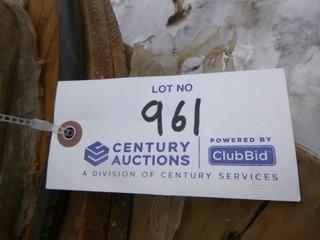 LOT NO
961
CENTURY AUCTIONS
POWERED BY
ClubBid
A DIVISION OF CENTURY SERVICES